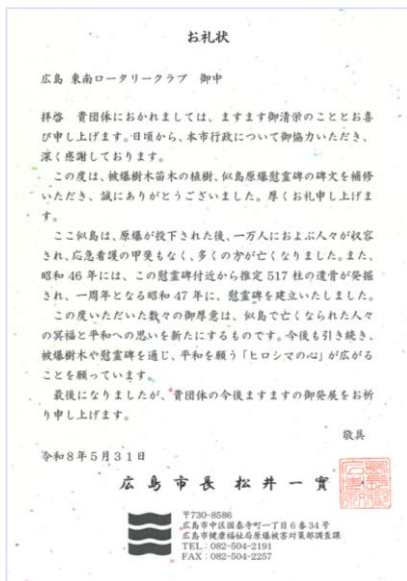 お礼状
広島 東南ロータリークラブ 御中
拝啓 貴団体におかれましては、ますます御清栄のこととお喜
び申し上げます。日頃から、本市行政について御協力いただき、
深く感謝しております。
この度は、被爆樹木苗木の植樹、似島原爆慰霊碑の碑文を補修
いただき、誠にありがとうございました。厚くお礼申し上げま
す。
ここ似島は、原爆が投下された後、一万人におよぶ人々が収容
され、応急看護の甲斐もなく、多くの方が亡くなりました。また、
昭和 46 年には、この慰霊碑付近から推定 517 柱の遺骨が発掘
され、一周年となる昭和 47 年に、慰霊碑を建立いたしました。
この度いただいた数々の御厚意は、似島で亡くなられた人々
の冥福と平和への思いを新たにするものです。今後も引き続き、
被爆樹木や慰霊碑を通じ、平和を願う「ヒロシマの心」が広がる
ことを願っています。
最後になりましたが、貴団体の今後ますますの御発展をお祈
り申し上げます。
敬具
令和８年５月３１日
広島市長 松井一實
〒730-8586
広島市中区国泰寺町一丁目６番 34 号
広島市健康福祉局原爆被害対策部調査課
TEL：082-504-2191
FAX：082-504-2257